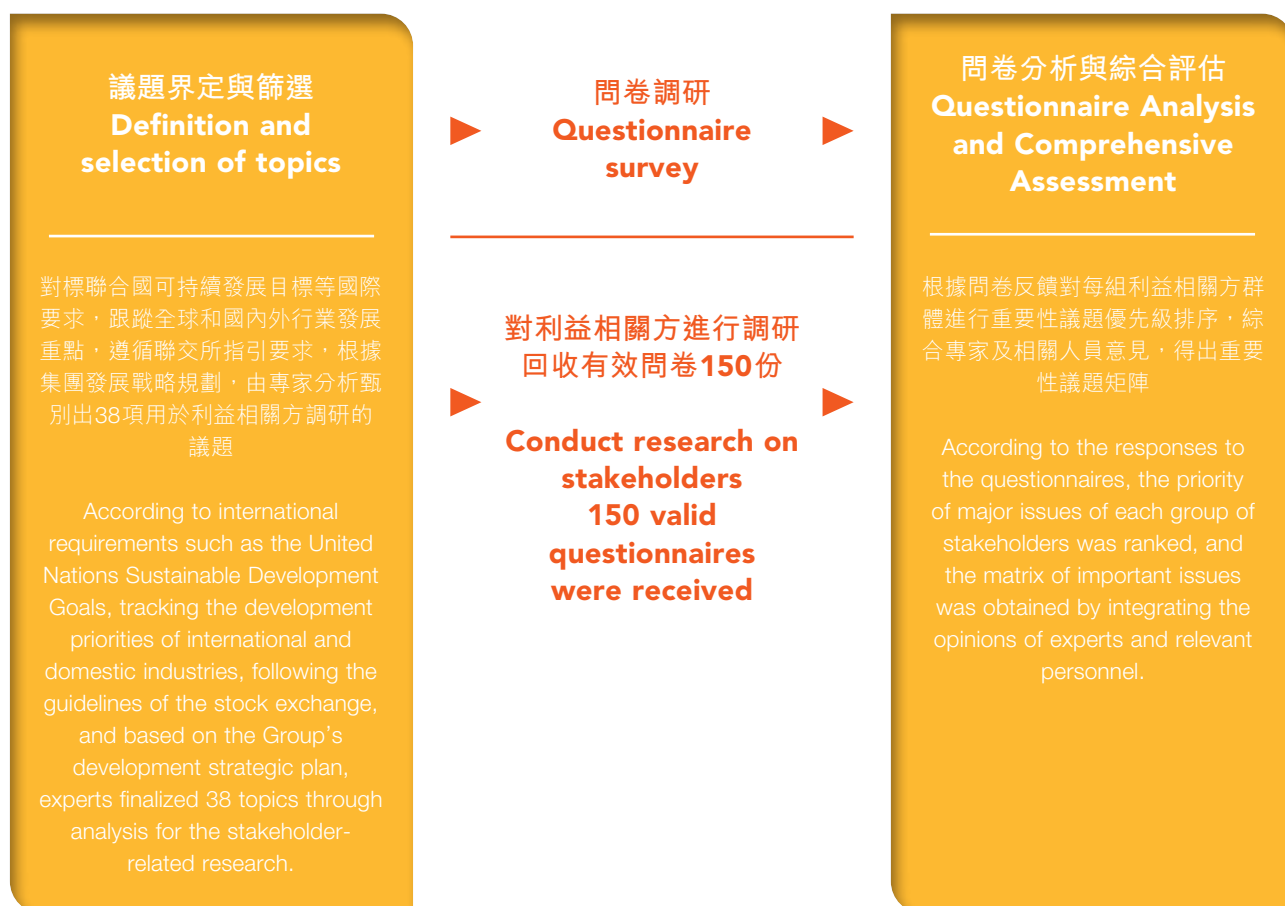 議題界定與篩選
Definition and
selection of topics
對標聯合國可持續發展目標等國際
要求，跟蹤全球和國內外行業發展
重點，遵循聯交所指引要求，根據
集團發展戰略規劃，由專家分析甄
別出38項用於利益相關方調研的
議題
According to international
requirements such as the United
Nations Sustainable Development
Goals, tracking the development
priorities of international and
domestic industries, following the
guidelines of the stock exchange,
and based on the Group's
development strategic plan,
experts finalized 38 topics through
analysis for the stakeholder-
related research.
問卷調研
Questionnaire
survey
對利益相關方進行調研
回收有效問卷150份
Conduct research on
stakeholders
150 valid
questionnaires
were received
問卷分析與綜合評估
Questionnaire Analysis
and Comprehensive
Assessment
根據問卷反饋對每組利益相關方群
體進行重要性議題優先級排序，綜
合專家及相關人員意見，得出重要
性議題矩陣
According to the responses to
the questionnaires, the priority
of major issues of each group of
stakeholders was ranked, and
the matrix of important issues
was obtained by integrating the
opinions of experts and relevant
personnel.